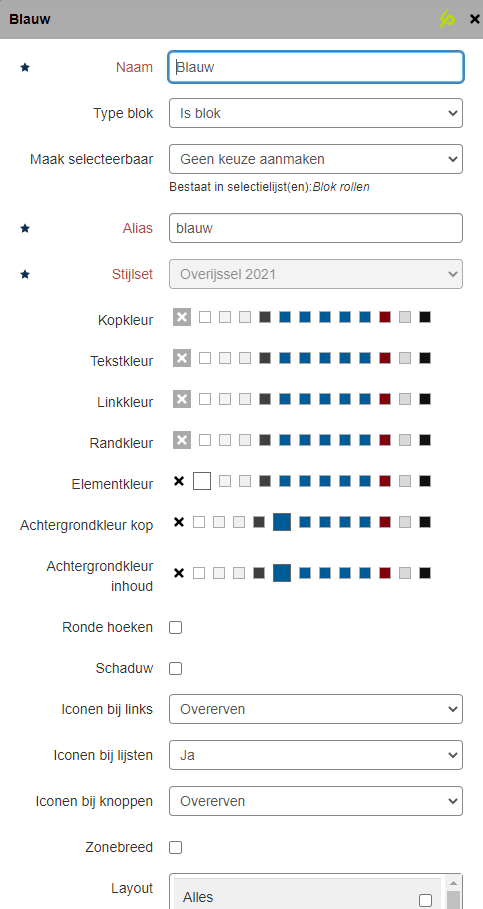 Blauw
Naam
Blauw
Type blok
Is blok
Maak selecteerbaar
Geen keuze aanmaken
Bestaat in selectielijst(en):Blok rollen
Alias
blauw
Stijlset
Overijssel 2021
Kopkleur
Tekstkleur
Linkkleur
Randkleur
Elementkleur
Achtergrondkleur kop
Achtergrondkleur
inhoud
Ronde hoeken
Schaduw
Iconen bij links
Overerven
Iconen bij lijsten
Ja
Iconen bij knoppen
Overerven
Zonebreed
Layout
Alles